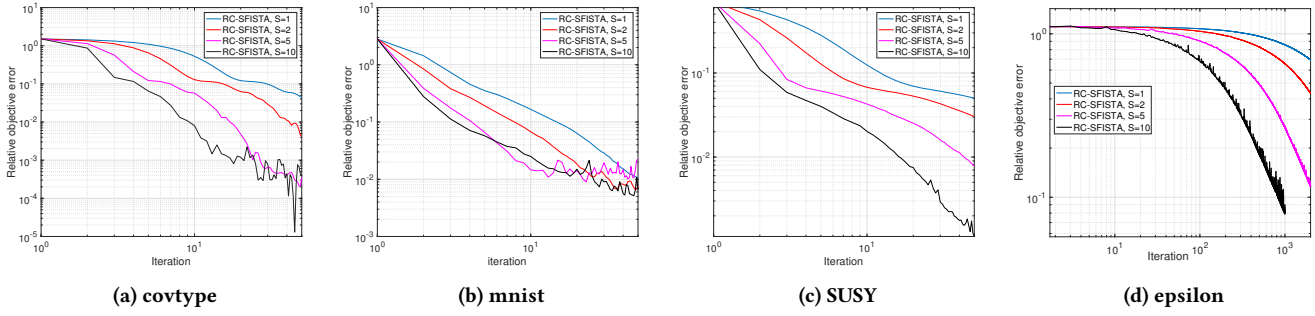 10^1
10^0
10^-1
10^-2
10^-3
10^-4
10^-5
Relative objective error
RC-SFISTA, S=1
RC-SFISTA, S=2
RC-SFISTA, S=5
RC-SFISTA, S=10
10^0
10^1
Iteration
(a) covtype
10^1
10^0
10^-1
10^-2
10^-3
Relative objective error
RC-SFISTA, S=1
RC-SFISTA, S=2
RC-SFISTA, S=5
RC-SFISTA, S=10
10^0
10^1
iteration
(b) mnist
10^-1
10^-2
Relative objective error
RC-SFISTA, S=1
RC-SFISTA, S=2
RC-SFISTA, S=5
RC-SFISTA, S=10
10^0
10^1
Iteration
(c) SUSY
10^0
10^-1
Relative objective error
RC-SFISTA, S=1
RC-SFISTA, S=2
RC-SFISTA, S=5
RC-SFISTA, S=10
10^1
10^2
10^3
Iteration
(d) epsilon